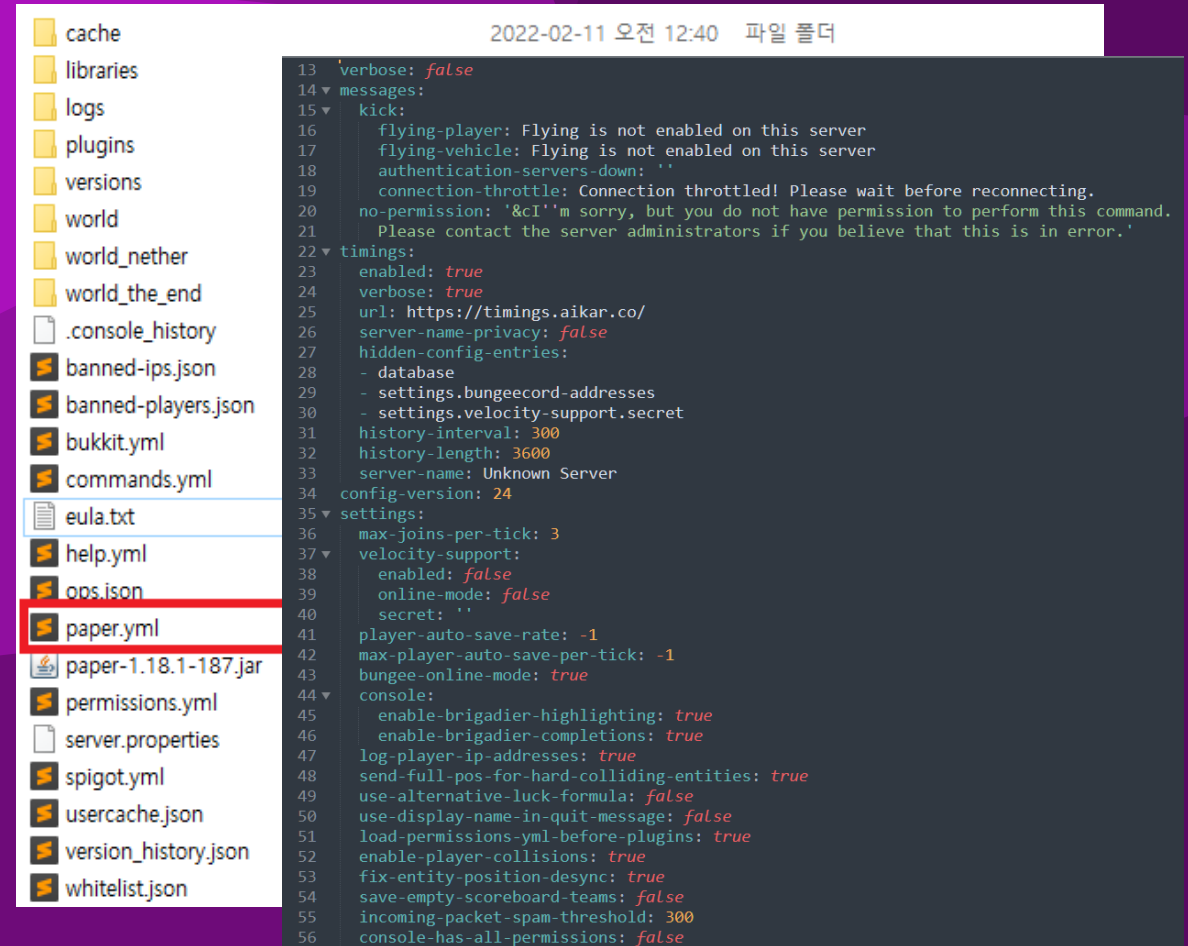 cache 2022-02-11 오전 12:40 파일 폴더
libraries
logs
plugins
versions
world
world_nether
world_the_end
.console_history
banned-ips.json
banned-players.json
bukkit.yml
commands.yml
eula.txt
help.yml
ops.json
paper.yml
paper-1.18.1-187.jar
permissions.yml
server.properties
spigot.yml
usercache.json
version_history.json
whitelist.json
13 verbose: false
14 messages:
15 kick:
16 flying-player: Flying is not enabled on this server
17 flying-vehicle: Flying is not enabled on this server
18 authentication-servers-down: ''
19 connection-throttle: Connection throttled! Please wait before reconnecting.
20 no-permission: '&cI''m sorry, but you do not have permission to perform this command.
21 Please contact the server administrators if you believe that this is in error.'
22 timings:
23 enabled: true
24 verbose: true
25 url: https://timings.aikar.co/
26 server-name-privacy: false
27 hidden-config-entries:
28 - database
29 - settings.bungeecord-addresses
30 - settings.velocity-support.secret
31 history-interval: 300
32 history-length: 3600
33 server-name: Unknown Server
34 config-version: 24
35 settings:
36 max-joins-per-tick: 3
37 velocity-support:
38 enabled: false
39 online-mode: false
40 secret: ''
41 player-auto-save-rate: -1
42 max-player-auto-save-per-tick: -1
43 bungee-online-mode: true
44 console:
45 enable-brigadier-highlighting: true
46 enable-brigadier-completions: true
47 log-player-ip-addresses: true
48 send-full-pos-for-hard-colliding-entities: true
49 use-alternative-luck-formula: false
50 use-display-name-in-quit-message: false
51 load-permissions-yml-before-plugins: true
52 enable-player-collisions: true
53 fix-entity-position-desync: true
54 save-empty-scoreboard-teams: false
55 incoming-packet-spam-threshold: 300
56 console-has-all-permissions: false